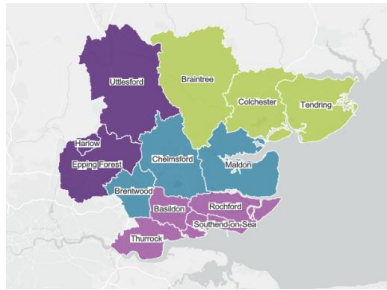 Uttlesford
Braintree
Colchester
Tendring
Harlow
Epping Forest
Chelmsford
Maldon
Brentwood
Basildon
Rochford
Southend-on-Sea
Thurrock